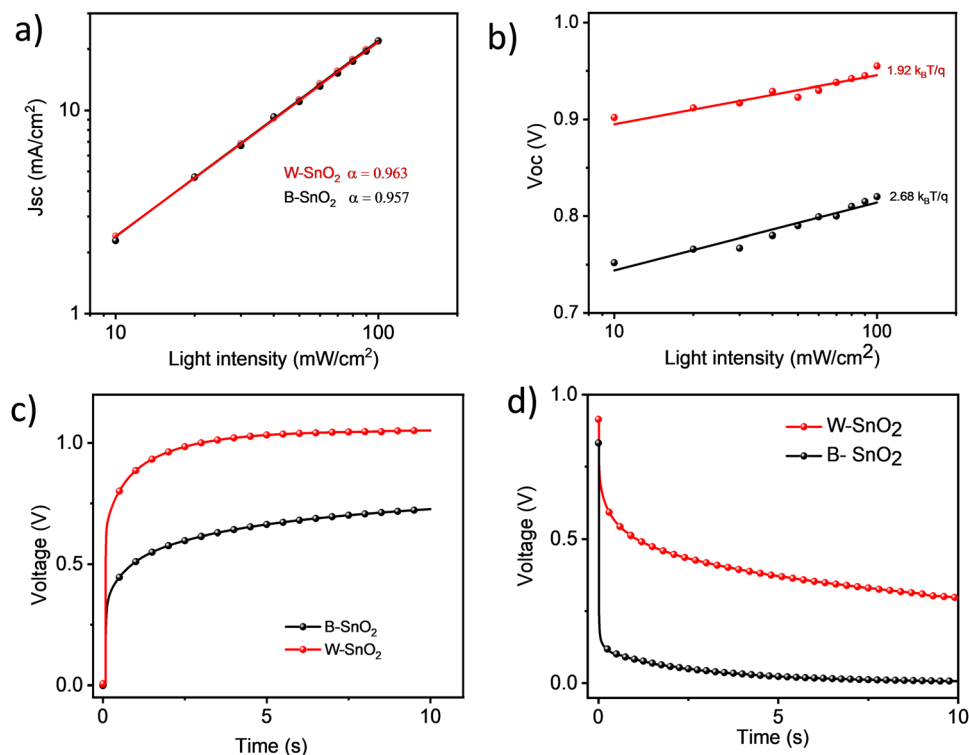 a)
Jsc (mA/cm²)
10
1
W-SnO₂ α = 0.963
B-SnO₂ α = 0.957
10 100
Light intensity (mW/cm²)
b)
Voc (V)
1.0
0.9
0.8
0.7
1.92 k_BT/q
2.68 k_BT/q
10 100
Light intensity (mW/cm²)
c)
Voltage (V)
1.0
0.5
0.0
B-SnO₂
W-SnO₂
0 5 10
Time (s)
d)
Voltage (V)
1.0
0.5
0.0
W-SnO₂
B- SnO₂
0 5 10
Time (s)